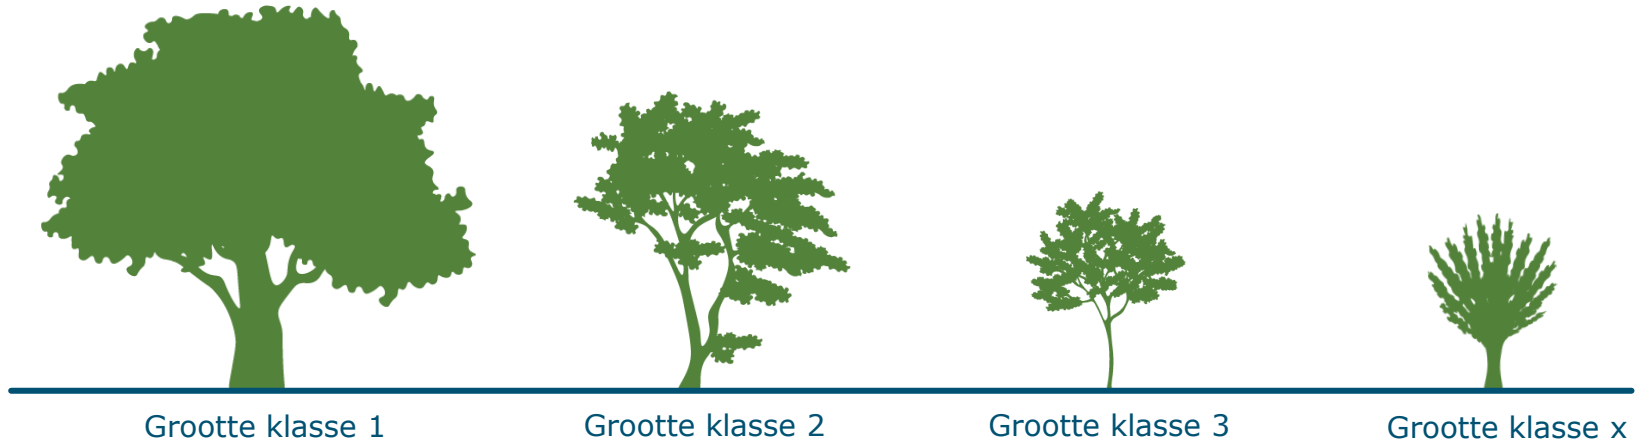 Grootte klasse 1
Grootte klasse 2
Grootte klasse 3
Grootte klasse x